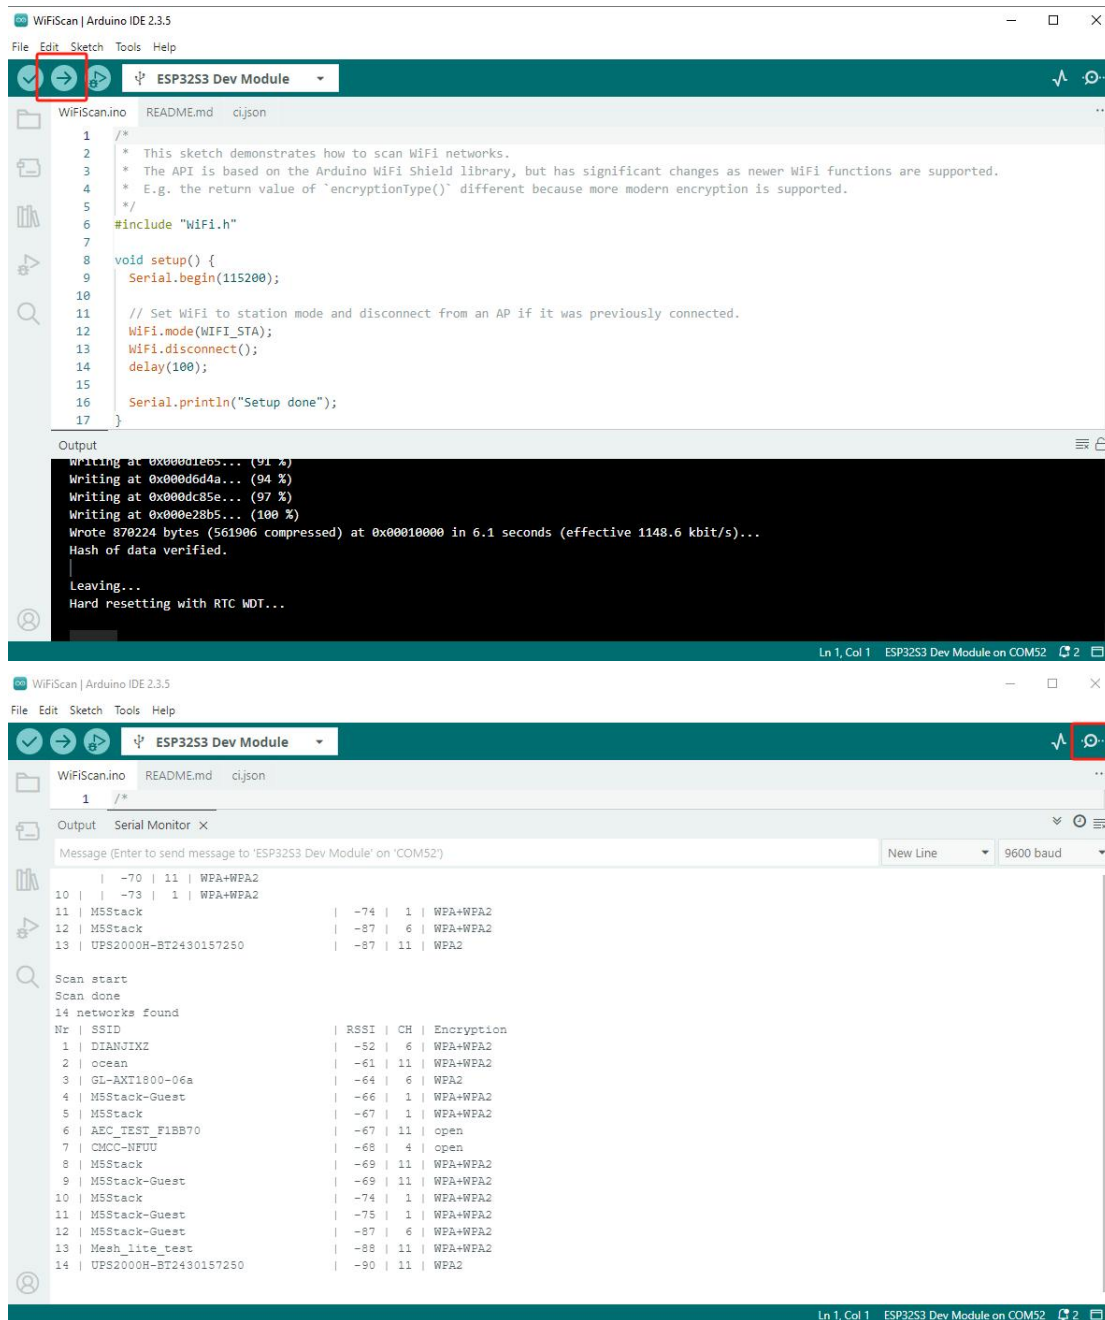 WiFiScan | Arduino IDE 2.3.5
File Edit Sketch Tools Help
ESP32S3 Dev Module
WiFiScan.ino README.md ci.json
1 /*
2 * This sketch demonstrates how to scan WiFi networks.
3 * The API is based on the Arduino WiFi Shield library, but has significant changes as newer WiFi functions are supported.
4 * E.g. the return value of `encryptionType()` different because more modern encryption is supported.
5 */
6 #include "WiFi.h"
7
8 void setup() {
9 Serial.begin(115200);
10
11 // Set WiFi to station mode and disconnect from an AP if it was previously connected.
12 WiFi.mode(WIFI_STA);
13 WiFi.disconnect();
14 delay(100);
15
16 Serial.println("Setup done");
17 }
Output
Writing at 0x000d1e65... (91 %)
Writing at 0x000d6d4a... (94 %)
Writing at 0x000dc85e... (97 %)
Writing at 0x000e28b5... (100 %)
Wrote 870224 bytes (561906 compressed) at 0x00010000 in 6.1 seconds (effective 1148.6 kbit/s)...
Hash of data verified.
Leaving...
Hard resetting with RTC WDT...
Ln 1, Col 1 ESP32S3 Dev Module on COM52 2
WiFiScan | Arduino IDE 2.3.5
File Edit Sketch Tools Help
ESP32S3 Dev Module
WiFiScan.ino README.md ci.json
1 /*
Output Serial Monitor
Message (Enter to send message to 'ESP32S3 Dev Module' on 'COM52') New Line 9600 baud
| -70 | 11 | WPA+WPA2
10 | | -73 | 1 | WPA+WPA2
11 | M5Stack | -74 | 1 | WPA+WPA2
12 | M5Stack | -87 | 6 | WPA+WPA2
13 | UPS2000H-BT2430157250 | -87 | 11 | WPA2
Scan start
Scan done
14 networks found
Nr | SSID | RSSI | CH | Encryption
1 | DIANJIXZ | -52 | 6 | WPA+WPA2
2 | ocean | -61 | 11 | WPA+WPA2
3 | GL-AXT1800-06a | -64 | 6 | WPA2
4 | M5Stack-Guest | -66 | 1 | WPA+WPA2
5 | M5Stack | -67 | 1 | WPA+WPA2
6 | AEC_TEST_F1BB70 | -67 | 11 | open
7 | CMCC-NFUU | -68 | 4 | open
8 | M5Stack | -69 | 11 | WPA+WPA2
9 | M5Stack-Guest | -69 | 11 | WPA+WPA2
10 | M5Stack | -74 | 1 | WPA+WPA2
11 | M5Stack-Guest | -75 | 1 | WPA+WPA2
12 | M5Stack-Guest | -87 | 6 | WPA+WPA2
13 | Mesh_lite_test | -88 | 11 | WPA+WPA2
14 | UPS2000H-BT2430157250 | -90 | 11 | WPA2
Ln 1, Col 1 ESP32S3 Dev Module on COM52 2